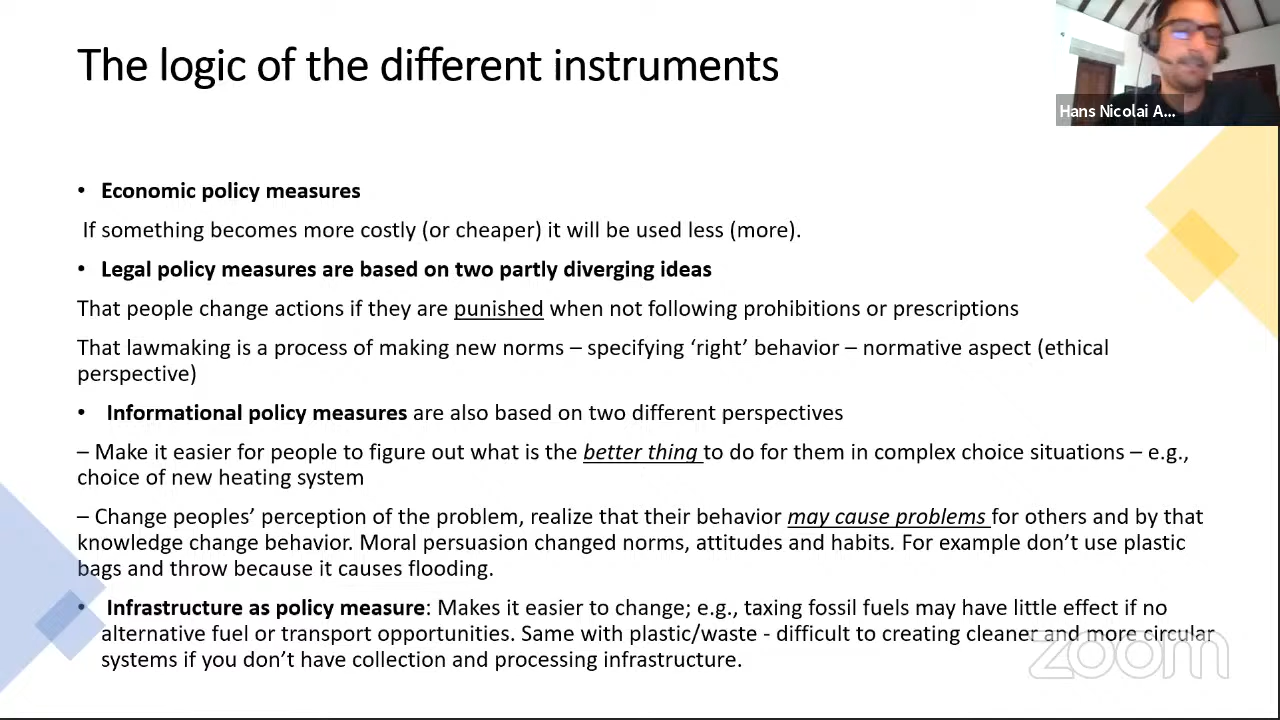 The logic of the different instruments
Hans Nicolai A...
• Economic policy measures
If something becomes more costly (or cheaper) it will be used less (more).
• Legal policy measures are based on two partly diverging ideas
That people change actions if they are punished when not following prohibitions or prescriptions
That lawmaking is a process of making new norms – specifying ‘right’ behavior – normative aspect (ethical
perspective)
• Informational policy measures are also based on two different perspectives
– Make it easier for people to figure out what is the better thing to do for them in complex choice situations – e.g.,
choice of new heating system
– Change peoples’ perception of the problem, realize that their behavior may cause problems for others and by that
knowledge change behavior. Moral persuasion changed norms, attitudes and habits. For example don’t use plastic
bags and throw because it causes flooding.
• Infrastructure as policy measure: Makes it easier to change; e.g., taxing fossil fuels may have little effect if no
alternative fuel or transport opportunities. Same with plastic/waste - difficult to creating cleaner and more circular
systems if you don’t have collection and processing infrastructure.
zoom